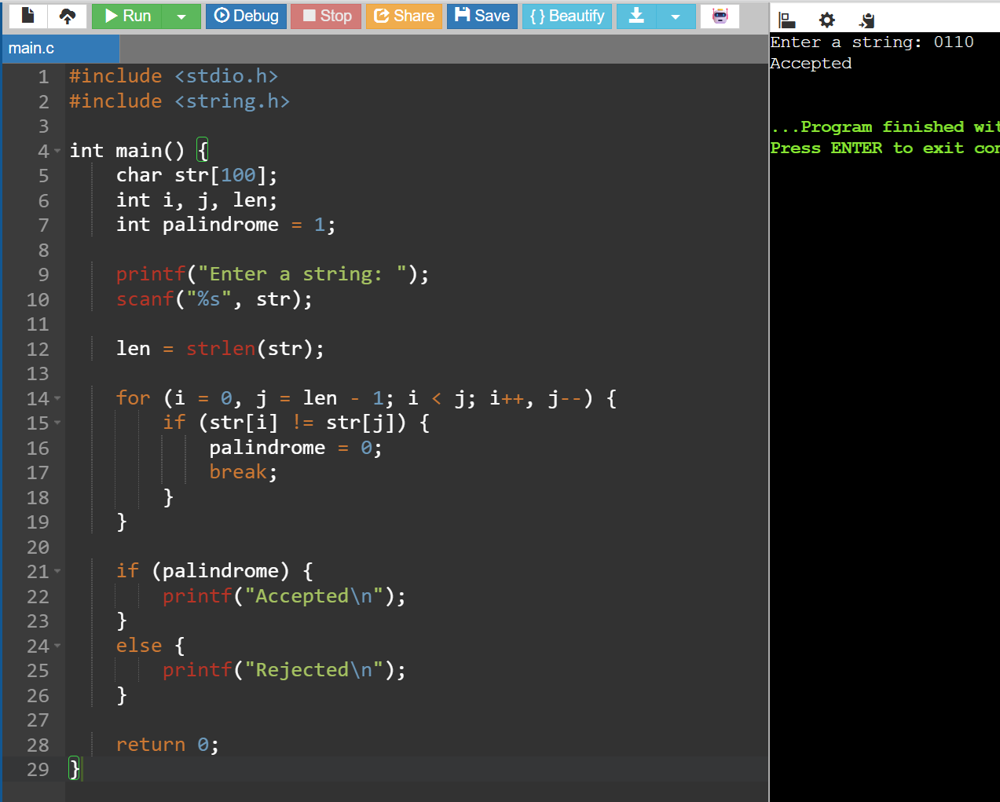 Run Debug Stop Share Save { } Beautify
main.c
1 #include <stdio.h>
2 #include <string.h>
3
4 int main() {
5     char str[100];
6     int i, j, len;
7     int palindrome = 1;
8
9     printf("Enter a string: ");
10     scanf("%s", str);
11
12     len = strlen(str);
13
14     for (i = 0, j = len - 1; i < j; i++, j--) {
15         if (str[i] != str[j]) {
16             palindrome = 0;
17             break;
18         }
19     }
20
21     if (palindrome) {
22         printf("Accepted\n");
23     }
24     else {
25         printf("Rejected\n");
26     }
27
28     return 0;
29 }
Enter a string: 0110
Accepted
...Program finished wit
Press ENTER to exit con